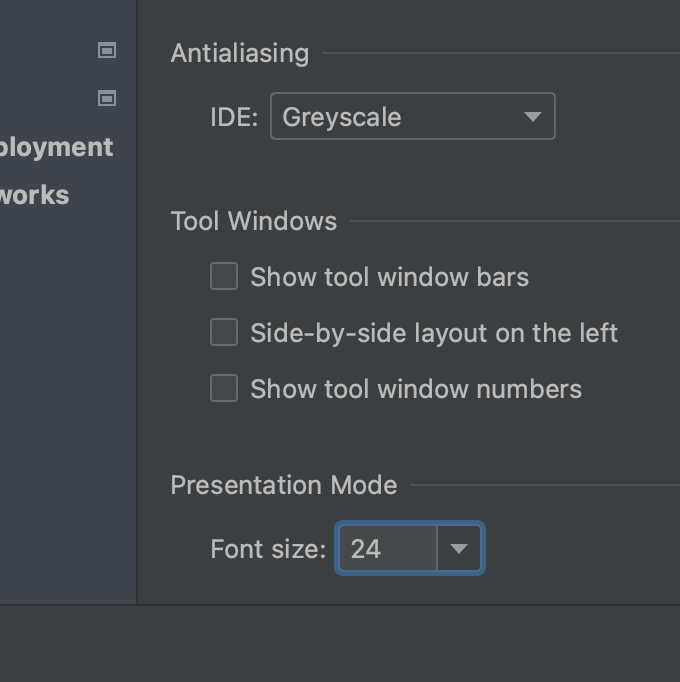 Antialiasing
IDE: Greyscale
ployment
works
Tool Windows
Show tool window bars
Side-by-side layout on the left
Show tool window numbers
Presentation Mode
Font size: 24